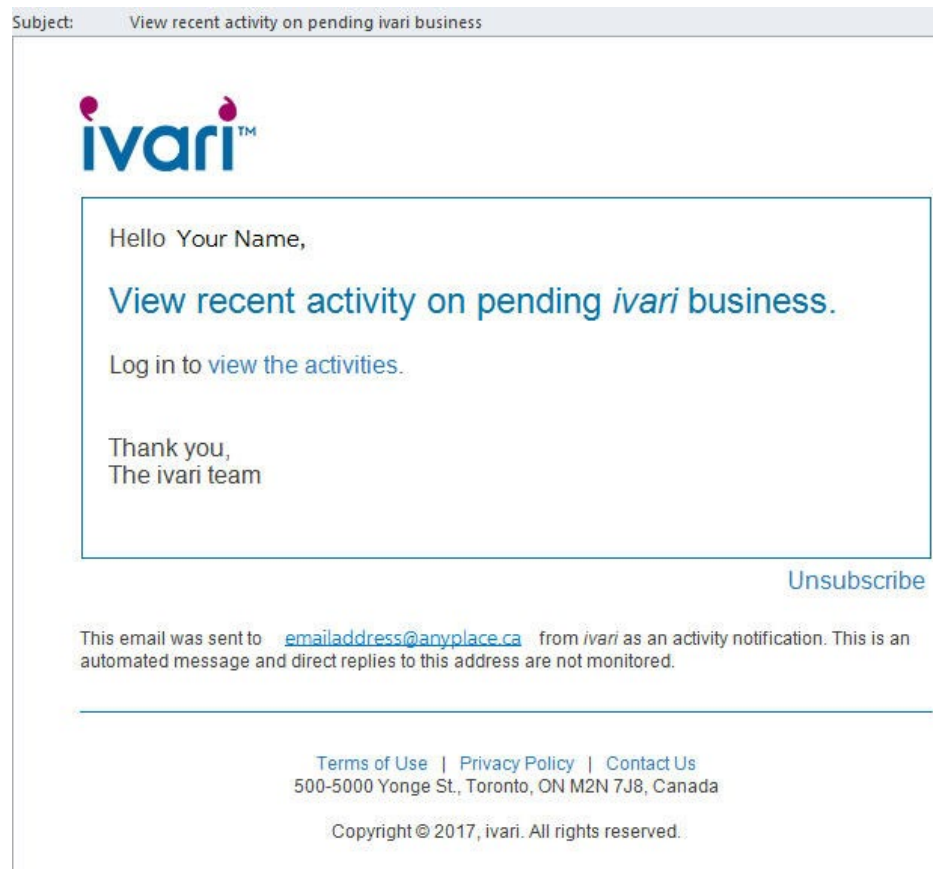 Subject: View recent activity on pending ivari business
ivari™
Hello Your Name,
View recent activity on pending ivari business.
Log in to view the activities.
Thank you,
The ivari team
Unsubscribe
This email was sent to emailaddress@anyplace.ca from ivari as an activity notification. This is an
automated message and direct replies to this address are not monitored.
Terms of Use | Privacy Policy | Contact Us
500-5000 Yonge St., Toronto, ON M2N 7J8, Canada
Copyright © 2017, ivari. All rights reserved.